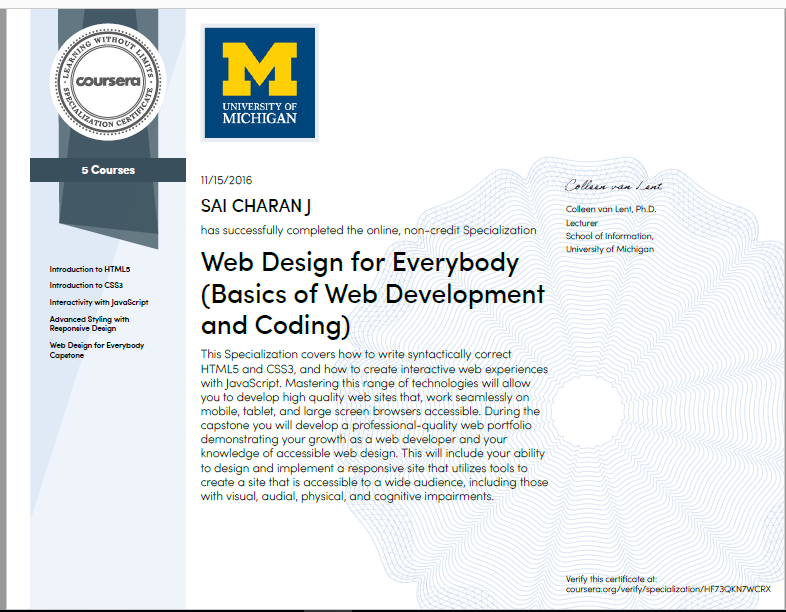 LEARNING WITHOUT LIMITS
coursera
SPECIALIZATION CERTIFICATE
5 Courses
Introduction to HTML5
Introduction to CSS3
Interactivity with JavaScript
Advanced Styling with
Responsive Design
Web Design for Everybody
Capstone
M
UNIVERSITY OF
MICHIGAN
11/15/2016
SAI CHARAN J
has successfully completed the online, non-credit Specialization
Web Design for Everybody
(Basics of Web Development
and Coding)
This Specialization covers how to write syntactically correct
HTML5 and CSS3, and how to create interactive web experiences
with JavaScript. Mastering this range of technologies will allow
you to develop high quality web sites that, work seamlessly on
mobile, tablet, and large screen browsers accessible. During the
capstone you will develop a professional-quality web portfolio
demonstrating your growth as a web developer and your
knowledge of accessible web design. This will include your ability
to design and implement a responsive site that utilizes tools to
create a site that is accessible to a wide audience, including those
with visual, audial, physical, and cognitive impairments.
Colleen van Lent
Colleen van Lent, Ph.D.
Lecturer
School of Information,
University of Michigan
Verify this certificate at:
coursera.org/verify/specialization/HF73QKN7WCRX